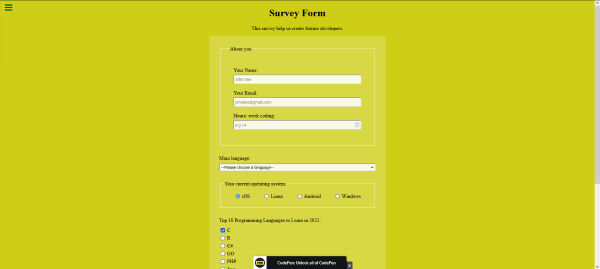 Survey Form
This survey help us create feature developers.
About you
Your Name:
John doe
Your Email:
johndoe@gmail.com
Hours/ week coding:
e.g 24
Main language:
--Please choose a language--
Your current operating system:
iOS
Linux
Android
Windows
Top 10 Programming Languages to Learn in 2022:
C
R
C#
GO
PHP
CodePen: Unlock all of CodePen